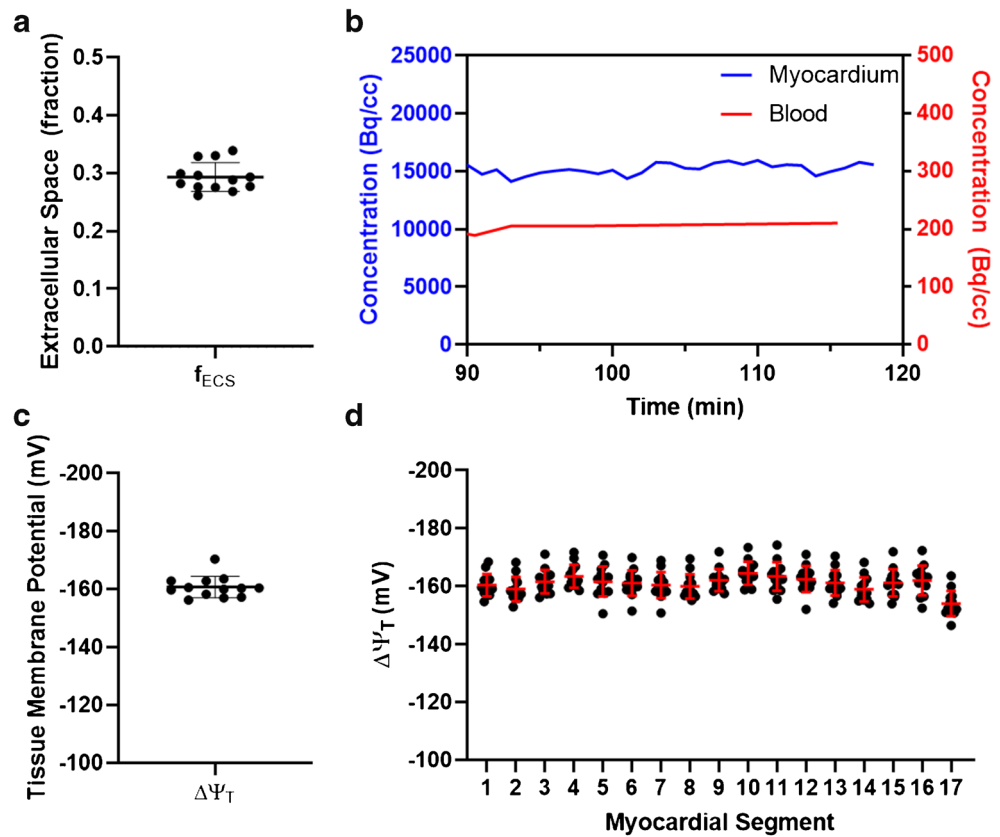 a
Extracellular Space (fraction)
0.5
0.4
0.3
0.2
0.1
0.0
fECS
b
Concentration (Bq/cc)
25000
20000
15000
10000
5000
0
Myocardium
Blood
500
400
300
200
100
0
Concentration (Bq/cc)
90 100 110 120
Time (min)
c
Tissue Membrane Potential (mV)
-200
-180
-160
-140
-120
-100
ΔΨT
d
ΔΨT (mV)
-200
-180
-160
-140
-120
-100
1 2 3 4 5 6 7 8 9 10 11 12 13 14 15 16 17
Myocardial Segment